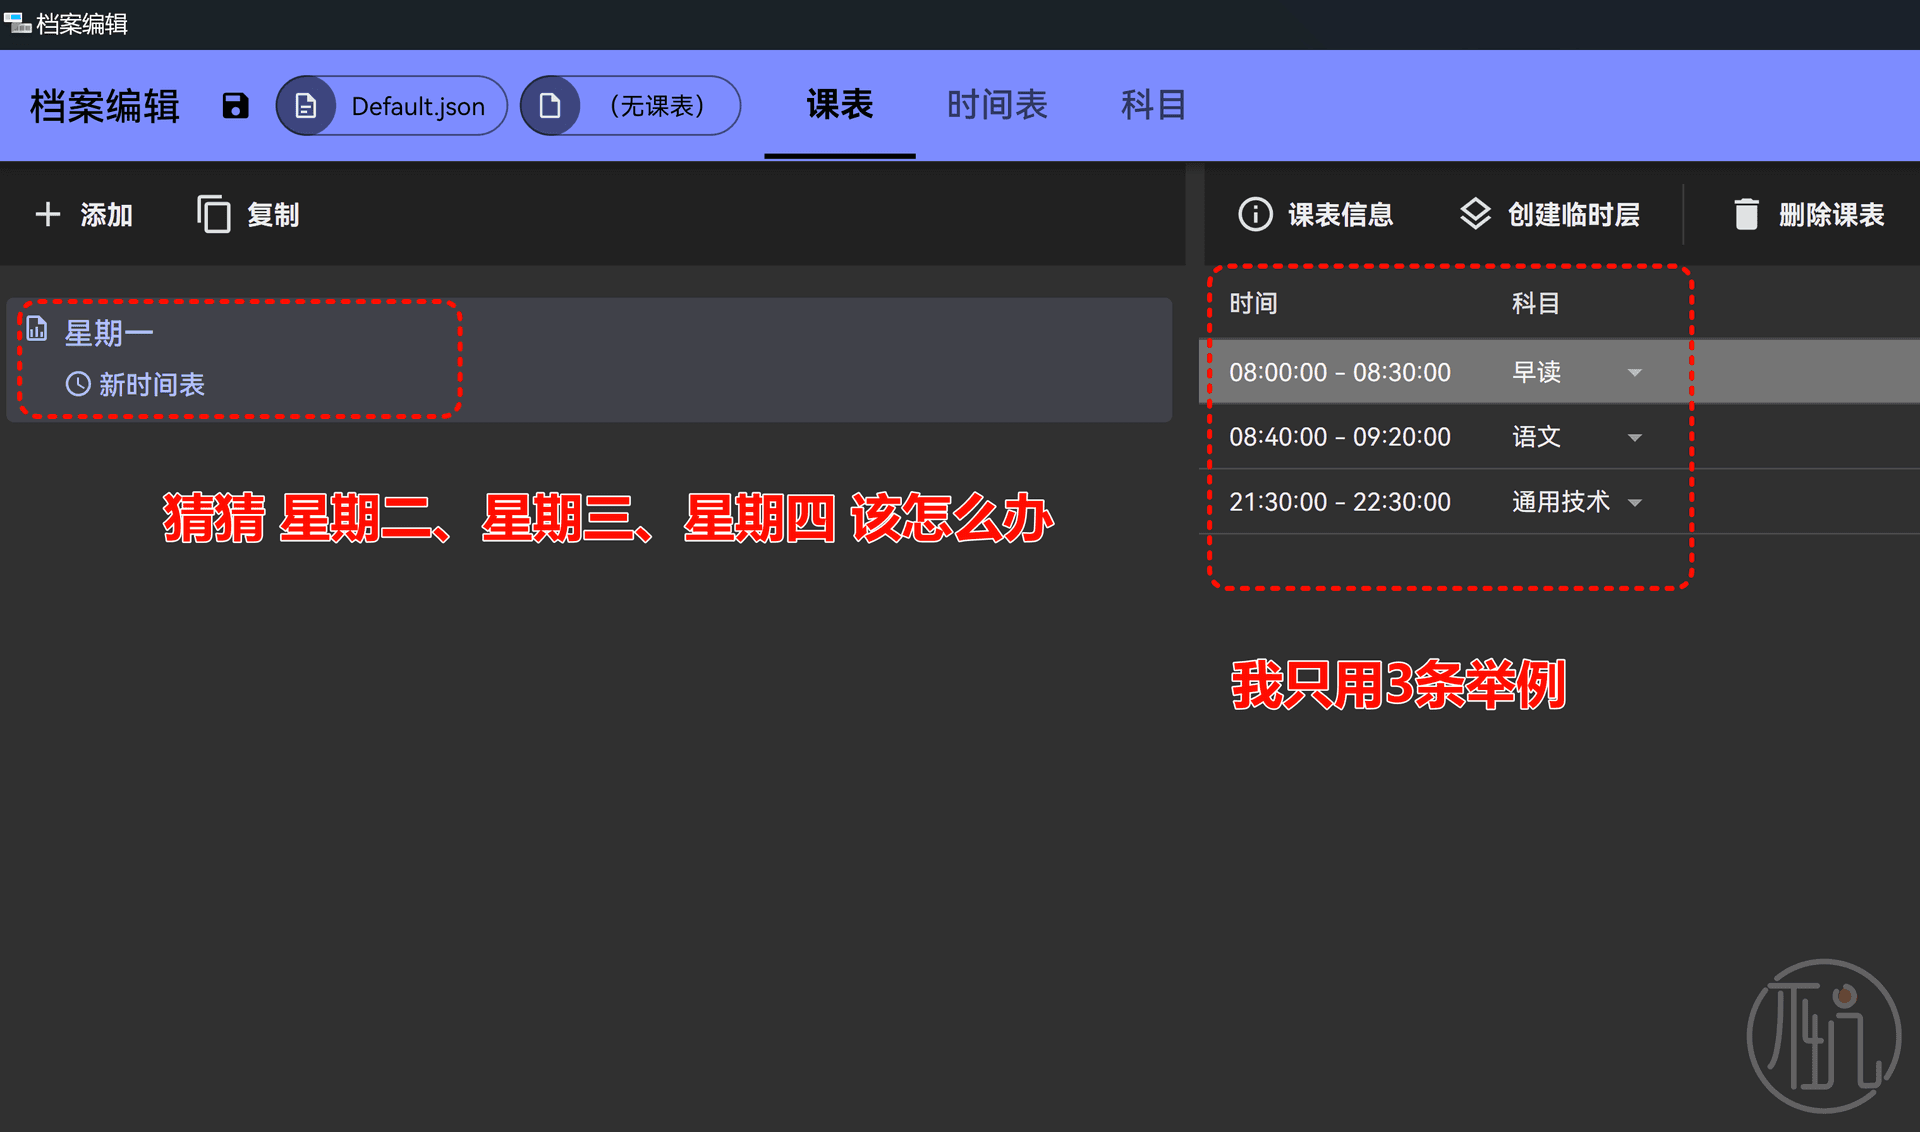 档案编辑
档案编辑 Default.json （无课表） 课表 时间表 科目
添加 复制 课表信息 创建临时层 删除课表
时间 科目
星期一
新时间表
08:00:00 - 08:30:00 早读
08:40:00 - 09:20:00 语文
21:30:00 - 22:30:00 通用技术
猜猜 星期二、星期三、星期四 该怎么办
我只用3条举例